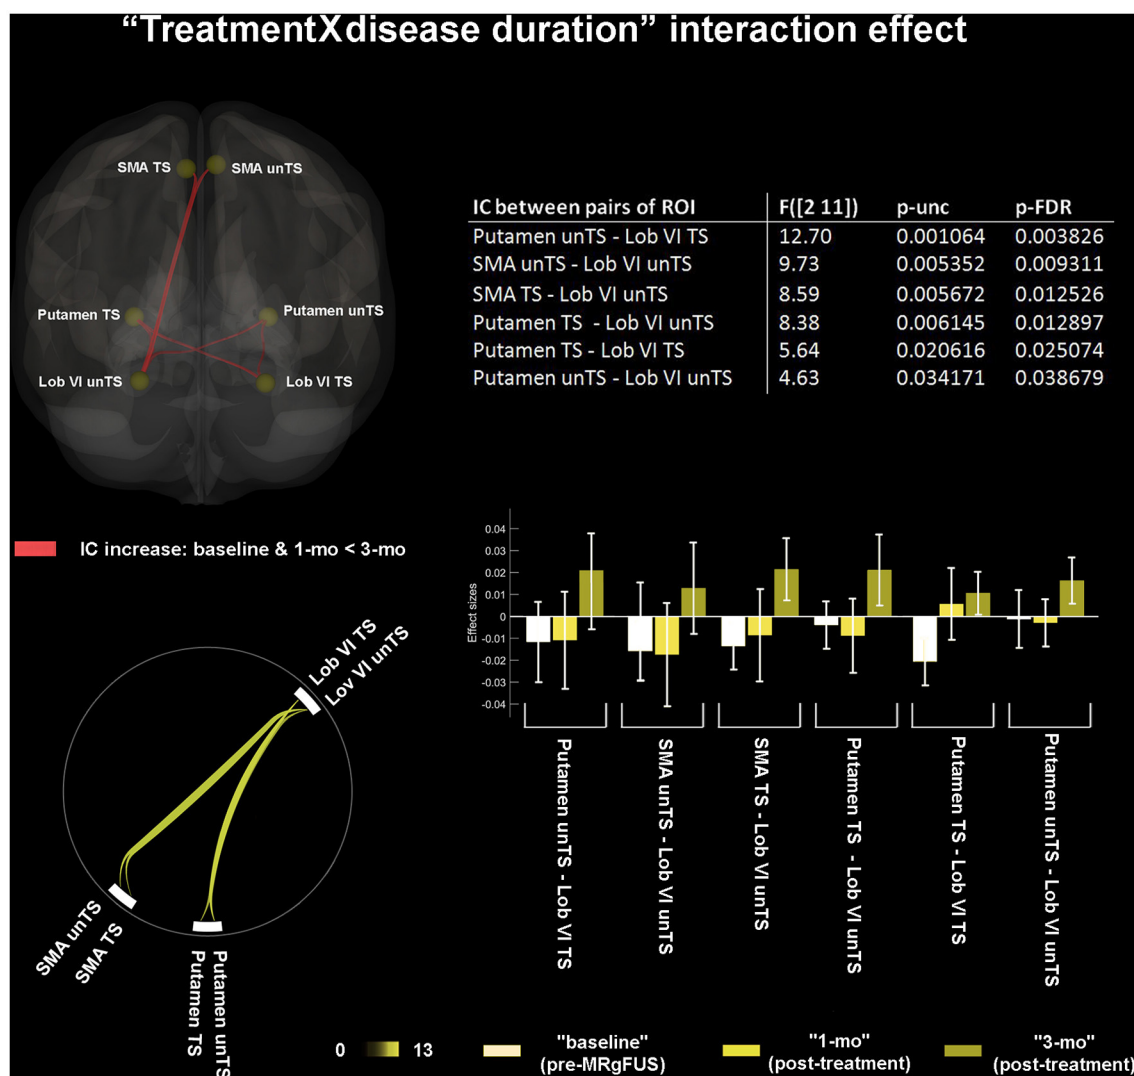 “TreatmentXdisease duration” interaction effect
SMA TS
SMA unTS
Putamen TS
Putamen unTS
Lob VI unTS
Lob VI TS
IC between pairs of ROI F([2 11]) p-unc p-FDR
Putamen unTS - Lob VI TS 12.70 0.001064 0.003826
SMA unTS - Lob VI unTS 9.73 0.005352 0.009311
SMA TS - Lob VI unTS 8.59 0.005672 0.012526
Putamen TS - Lob VI unTS 8.38 0.006145 0.012897
Putamen TS - Lob VI TS 5.64 0.020616 0.025074
Putamen unTS - Lob VI unTS 4.63 0.034171 0.038679
IC increase: baseline & 1-mo < 3-mo
Lob VI TS
Lov VI unTS
SMA unTS
SMA TS
Putamen unTS
Putamen TS
0 13
Effect sizes
0.04
0.03
0.02
0.01
0
-0.01
-0.02
-0.03
-0.04
Putamen unTS - Lob VI TS
SMA unTS - Lob VI unTS
SMA TS - Lob VI unTS
Putamen TS - Lob VI unTS
Putamen TS - Lob VI TS
Putamen unTS - Lob VI unTS
"baseline"
(pre-MRgFUS)
"1-mo"
(post-treatment)
"3-mo"
(post-treatment)